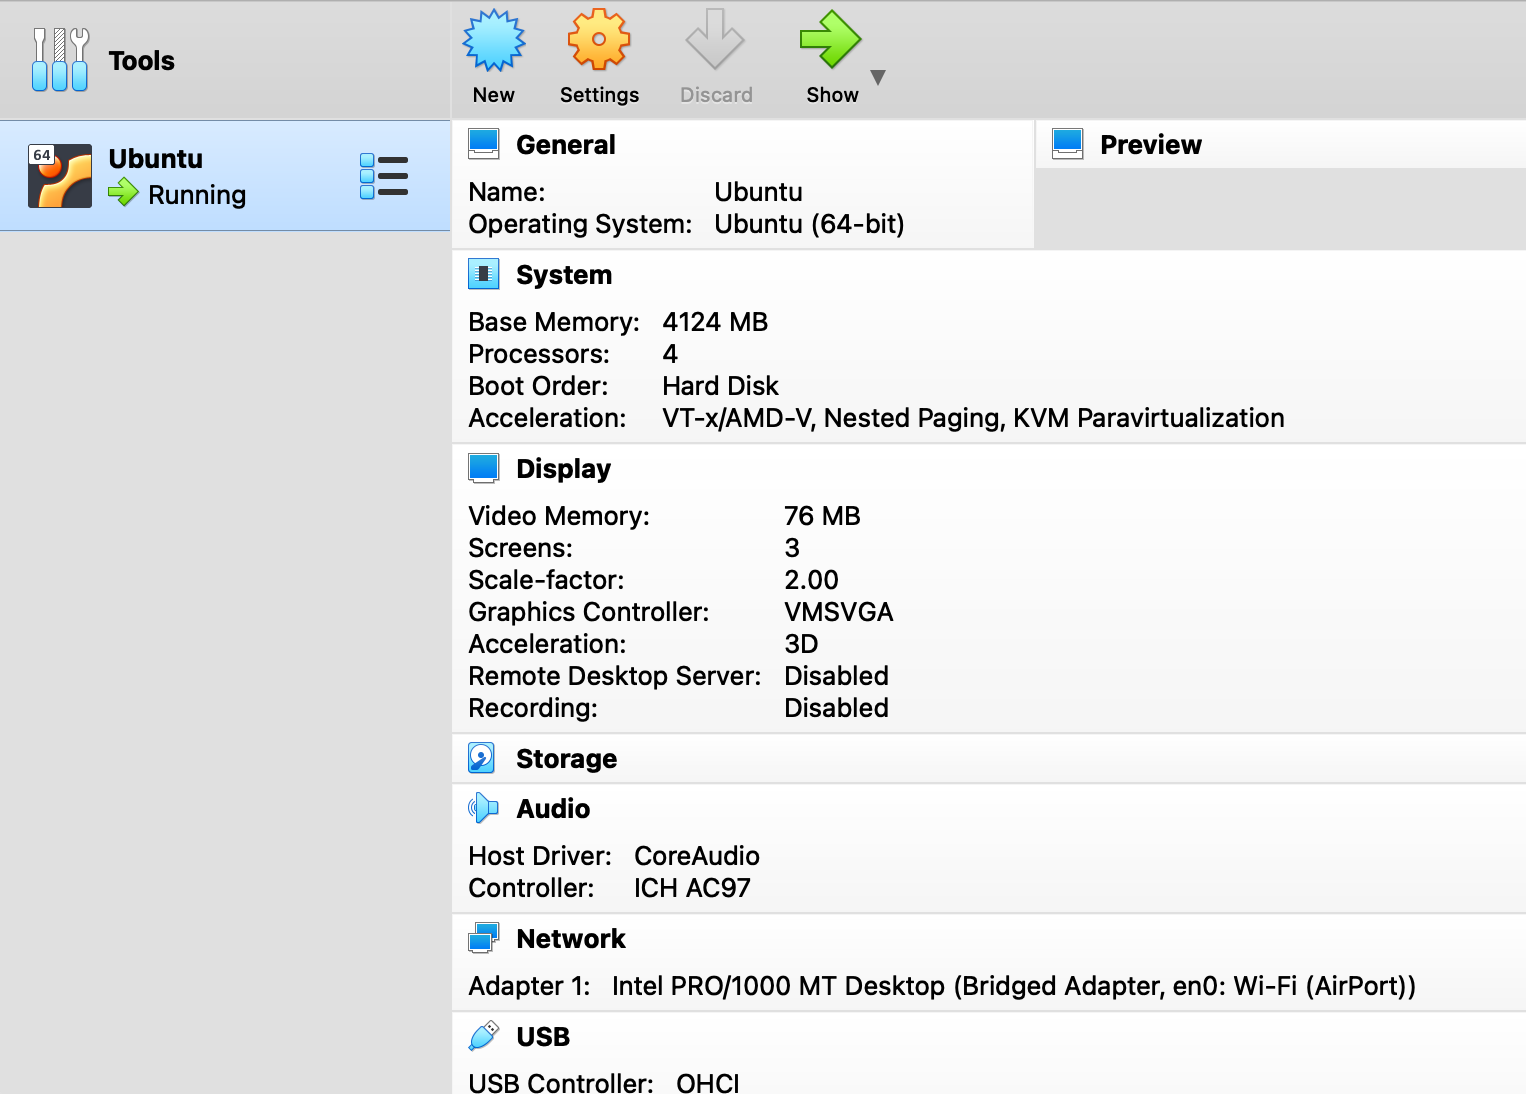 Tools
New
Settings
Discard
Show
64
Ubuntu
Running
General
Name: Ubuntu
Operating System: Ubuntu (64-bit)
Preview
System
Base Memory: 4124 MB
Processors: 4
Boot Order: Hard Disk
Acceleration: VT-x/AMD-V, Nested Paging, KVM Paravirtualization
Display
Video Memory: 76 MB
Screens: 3
Scale-factor: 2.00
Graphics Controller: VMSVGA
Acceleration: 3D
Remote Desktop Server: Disabled
Recording: Disabled
Storage
Audio
Host Driver: CoreAudio
Controller: ICH AC97
Network
Adapter 1: Intel PRO/1000 MT Desktop (Bridged Adapter, en0: Wi-Fi (AirPort))
USB
USB Controller: OHCI